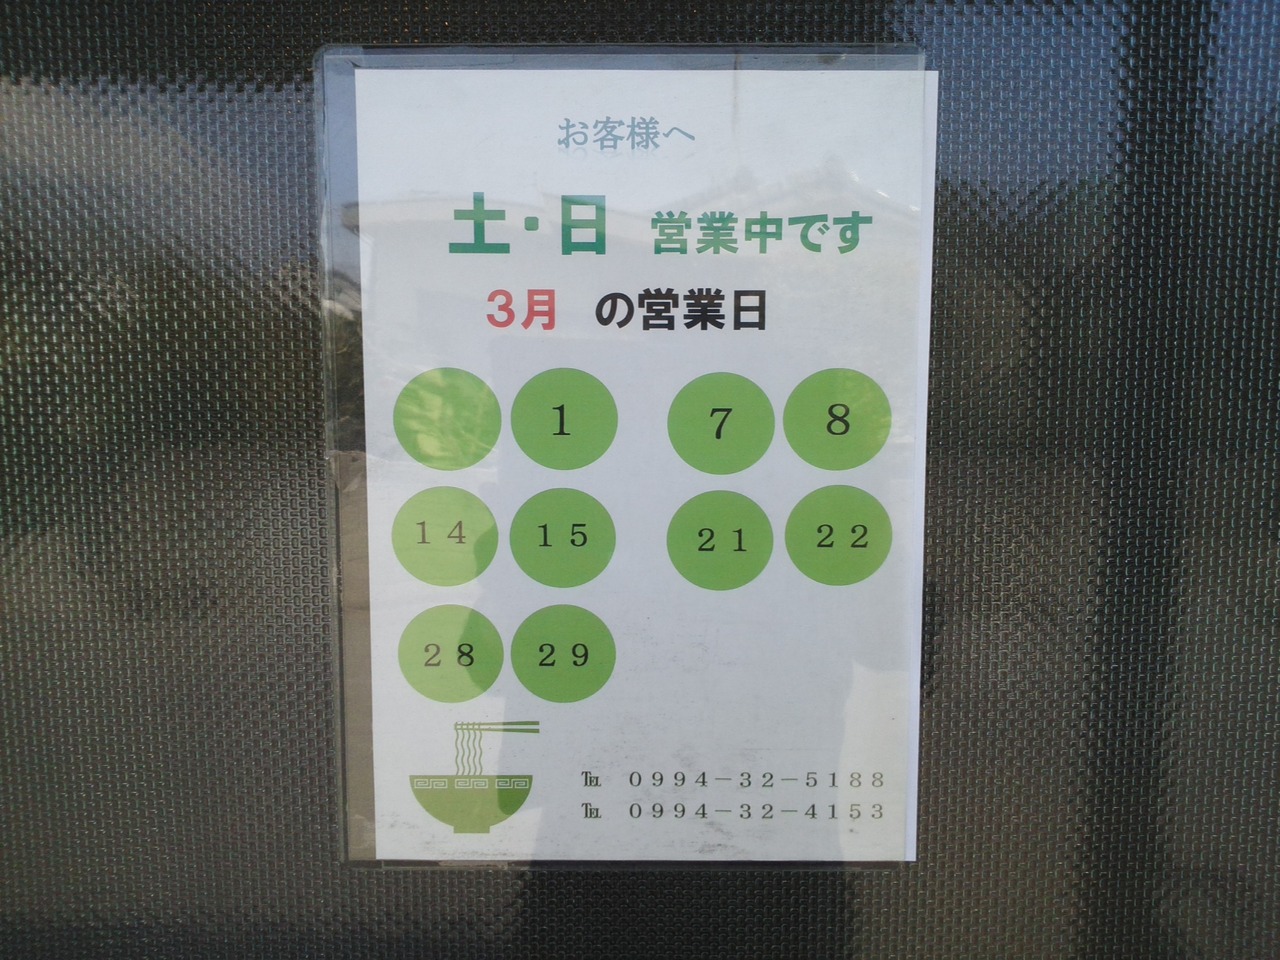 お客様へ
土・日 営業中です
３月 の営業日
１ ７ ８
１４ １５ ２１ ２２
２８ ２９
℡ ０９９４－３２－５１８８
℡ ０９９４－３２－４１５３